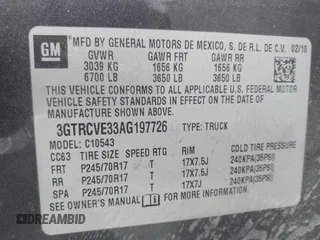 GM
MFD BY GENERAL MOTORS DE MEXICO, S. DE R.L. DE C.V. 02/10
GVWR GAWR FRT GAWR RR
3039 KG 1656 KG 1656 KG
6700 LB 3650 LB 3650 LB
THIS VEHICLE CONFORMS TO ALL APPLICABLE U.S. FEDERAL MOTOR
VEHICLE SAFETY STANDARDS IN EFFECT ON THE DATE OF
MANUFACTURE SHOWN ABOVE.
3GTRCVE33AG197726 TYPE: TRUCK
MODEL: C10543
CC63 TIRE SIZE SPEED RTG RIM COLD TIRE PRESSURE
FRT P245/70R17 T 17X7.5J 240KPA(35PSI)
RR P245/70R17 T 17X7.5J 240KPA(35PSI)
SPA P245/70R17 T 17X7J 240KPA(35PSI)
SEE OWNER'S MANUAL FOR ADDITIONAL INFORMATION
DREAMBID